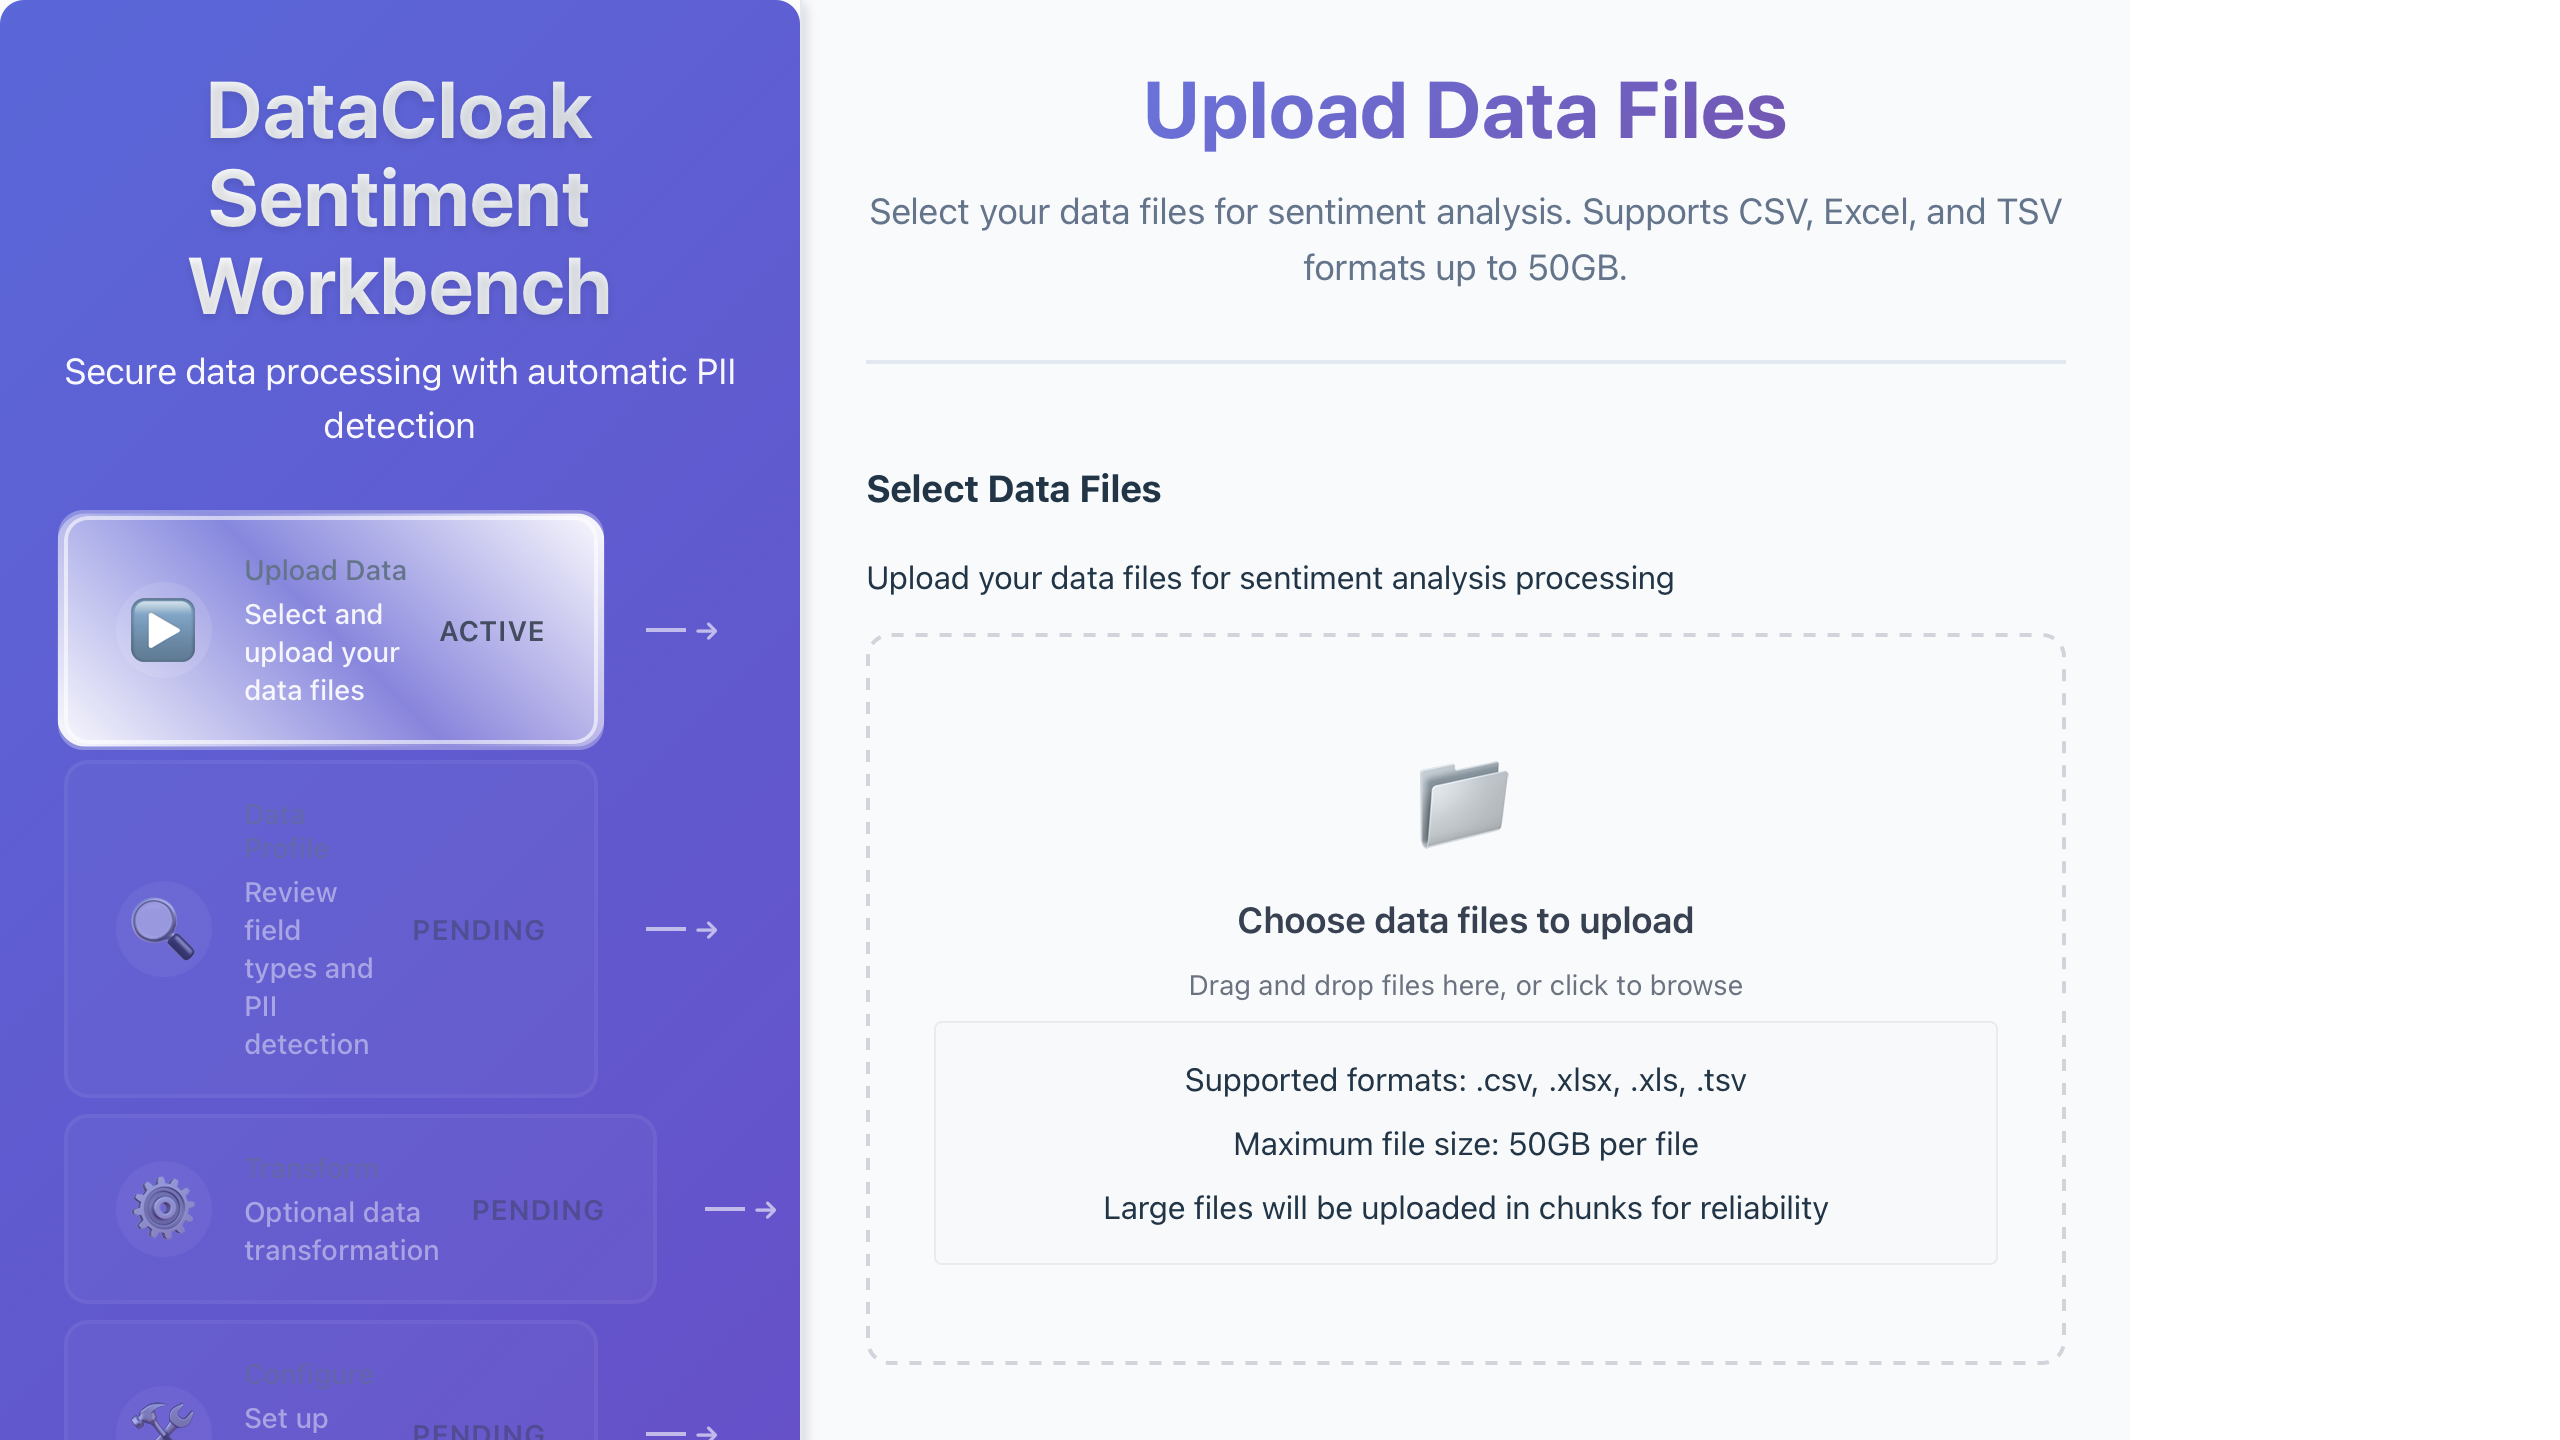 DataCloak
Sentiment
Workbench
Secure data processing with automatic PII
detection
Upload Data
Select and
upload your
data files
ACTIVE
Data
Profile
Review
field
types and
PII
detection
PENDING
Transform
Optional data
transformation
PENDING
Configure
Set up
PENDING
Upload Data Files
Select your data files for sentiment analysis. Supports CSV, Excel, and TSV
formats up to 50GB.
Select Data Files
Upload your data files for sentiment analysis processing
Choose data files to upload
Drag and drop files here, or click to browse
Supported formats: .csv, .xlsx, .xls, .tsv
Maximum file size: 50GB per file
Large files will be uploaded in chunks for reliability